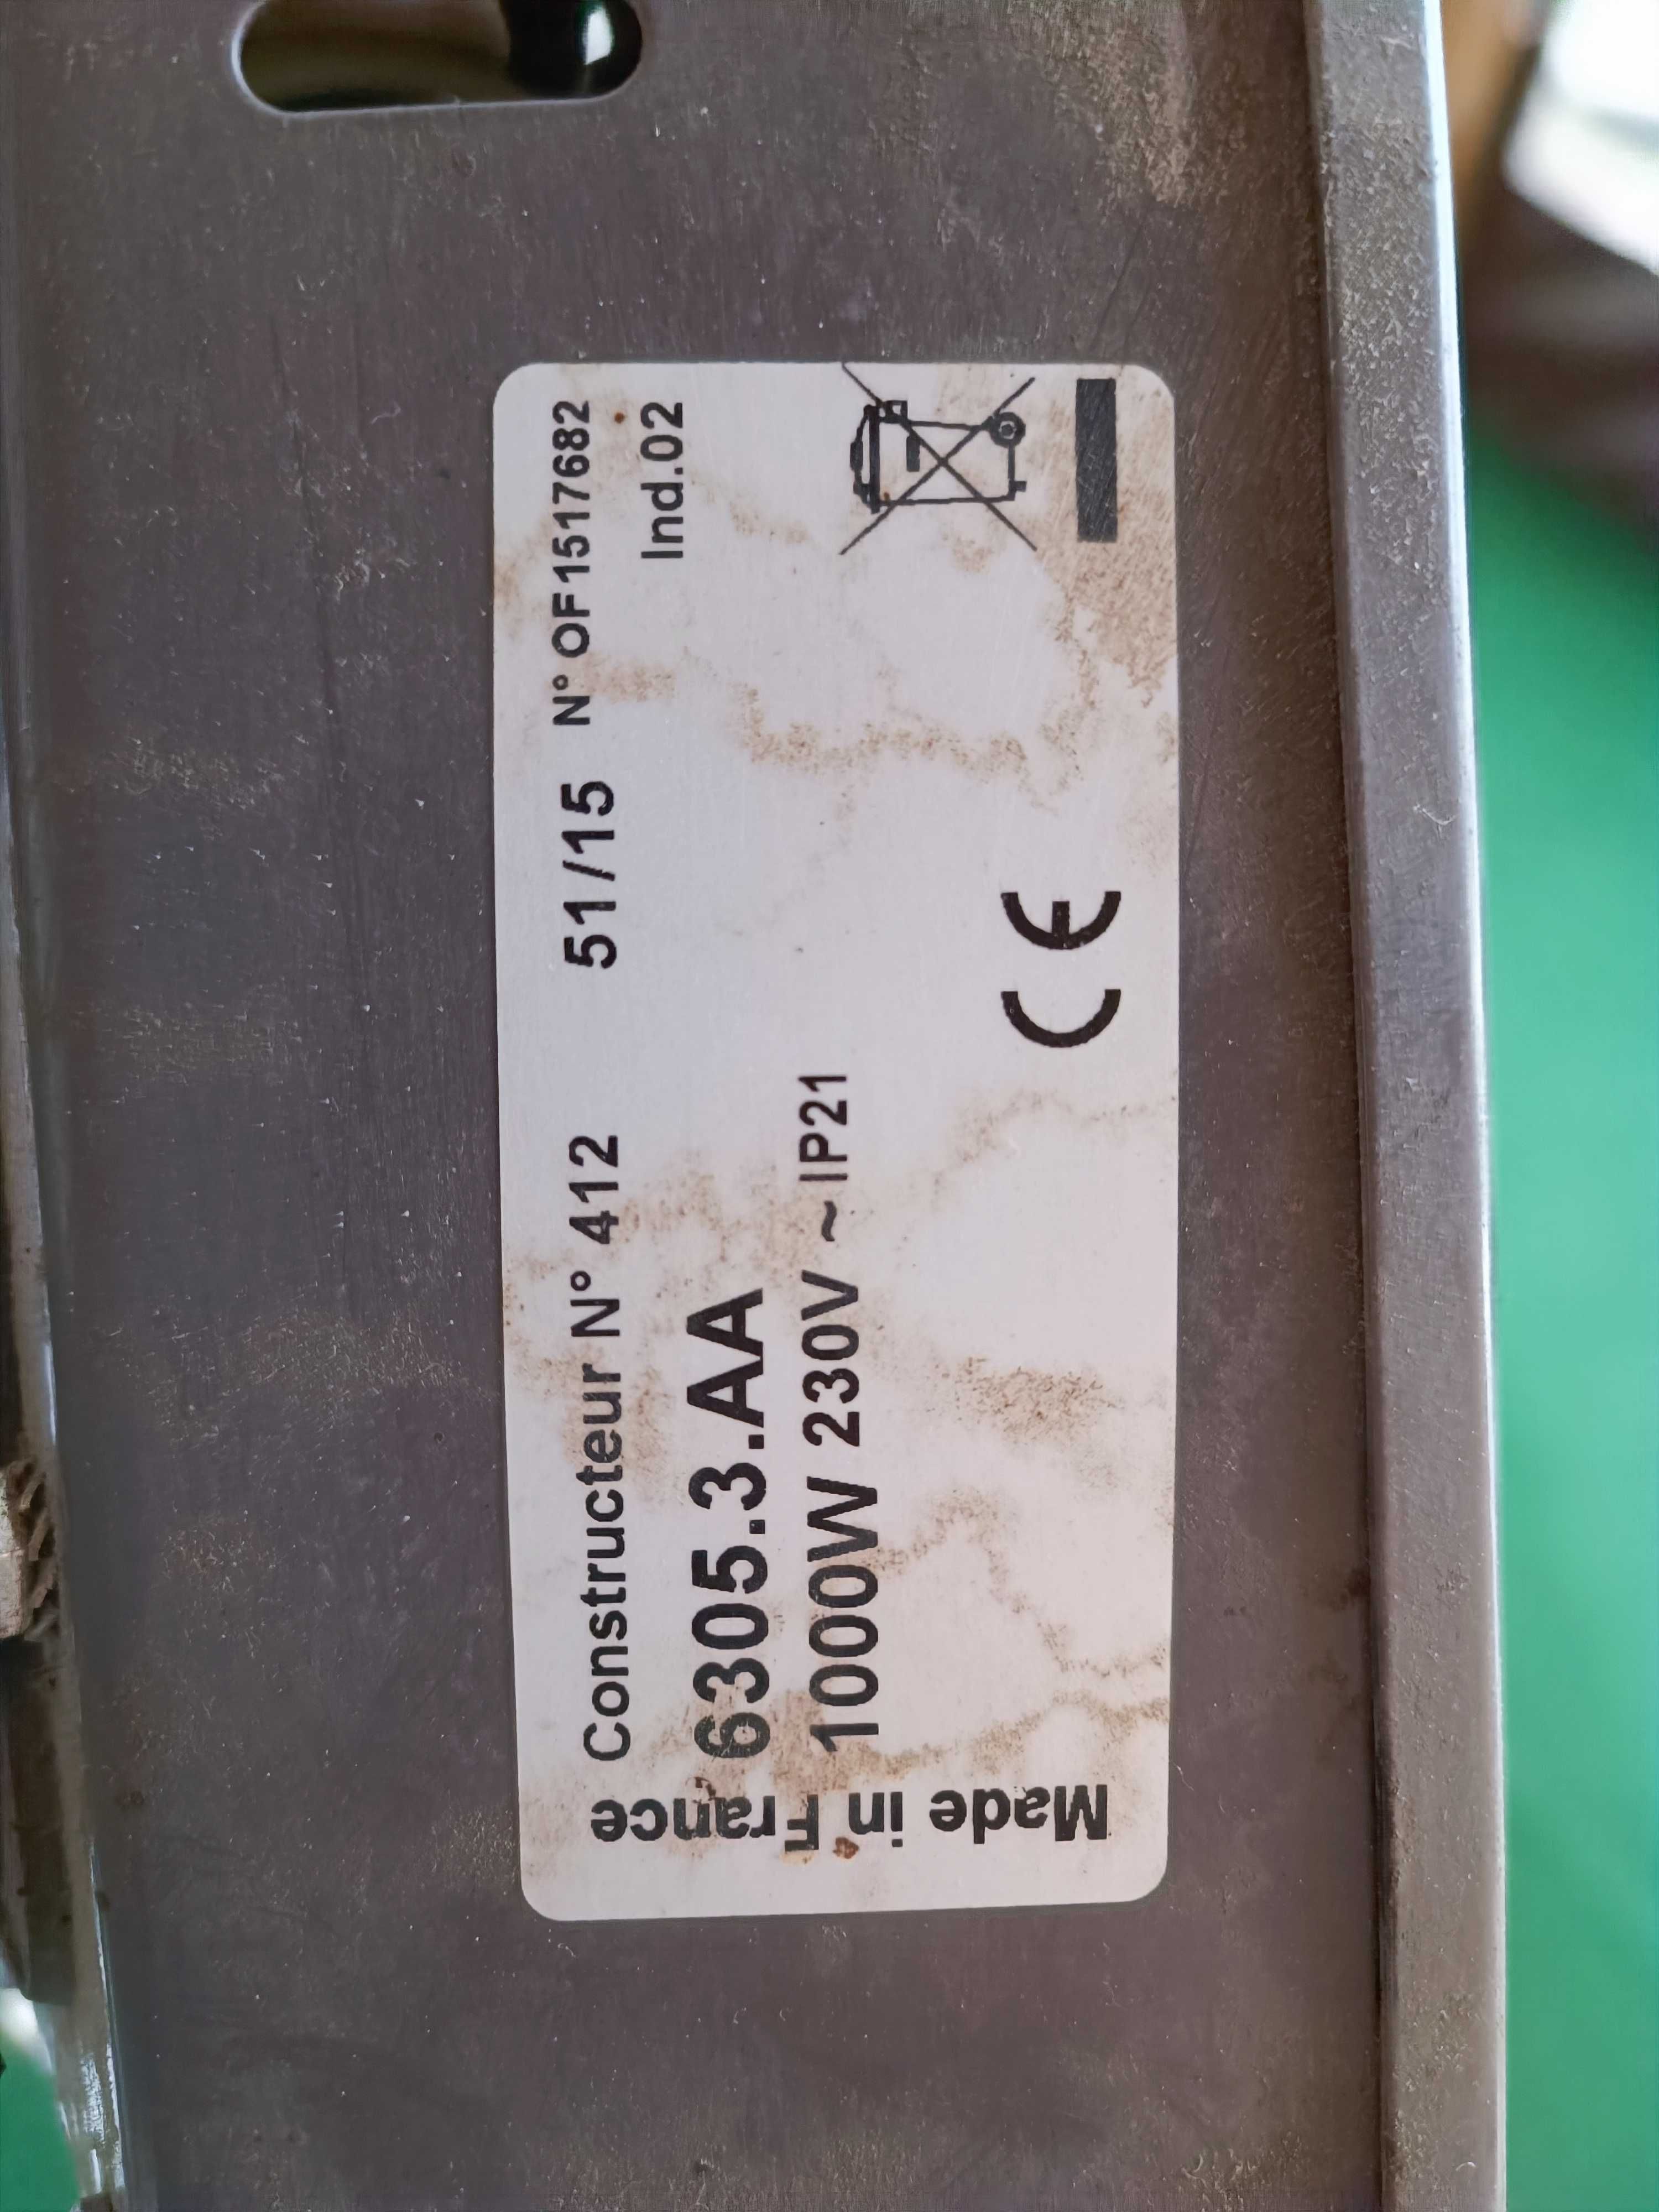 Constructeur N° 412 51/15 N° OF1517682
Ind.02
6305.3.AA
1000W 230V ~IP21
CE
Made in France